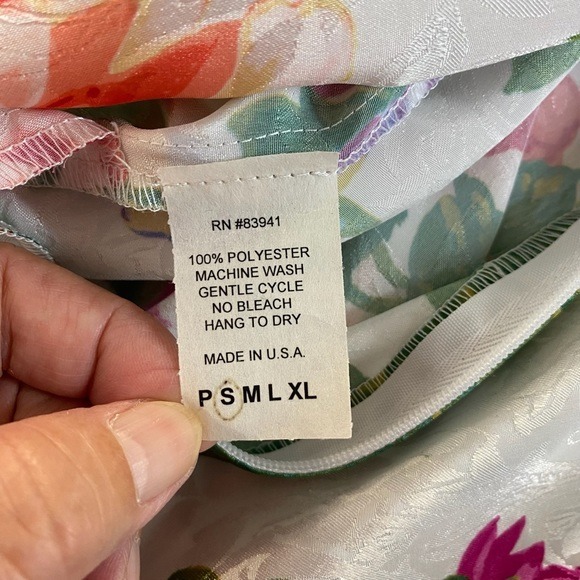 RN #83941
100% POLYESTER
MACHINE WASH
GENTLE CYCLE
NO BLEACH
HANG TO DRY
MADE IN U.S.A.
P S M L XL